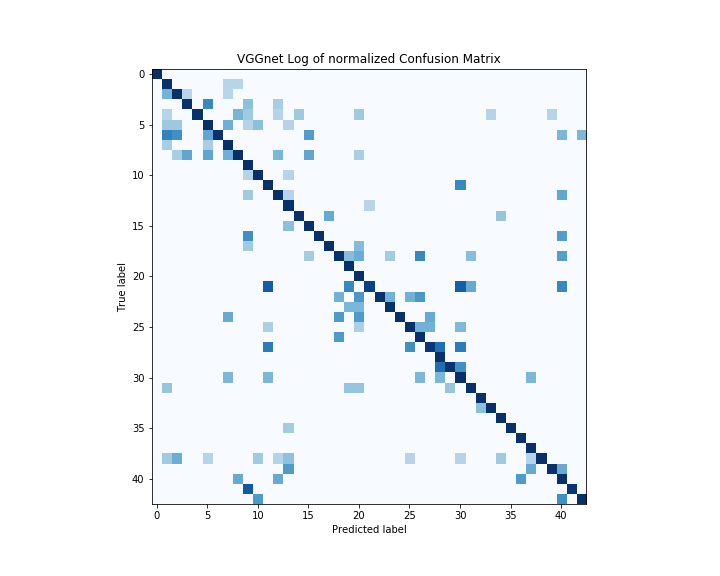 VGGnet Log of normalized Confusion Matrix
0
5
10
15
20
25
30
35
40
True label
0 5 10 15 20 25 30 35 40
Predicted label